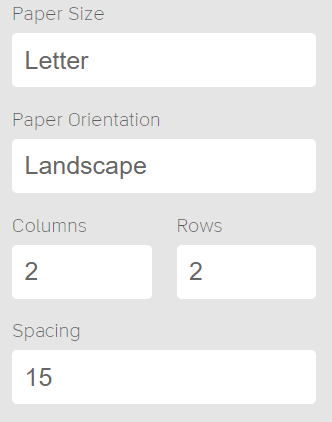 Paper Size
Letter
Paper Orientation
Landscape
Columns Rows
2 2
Spacing
15